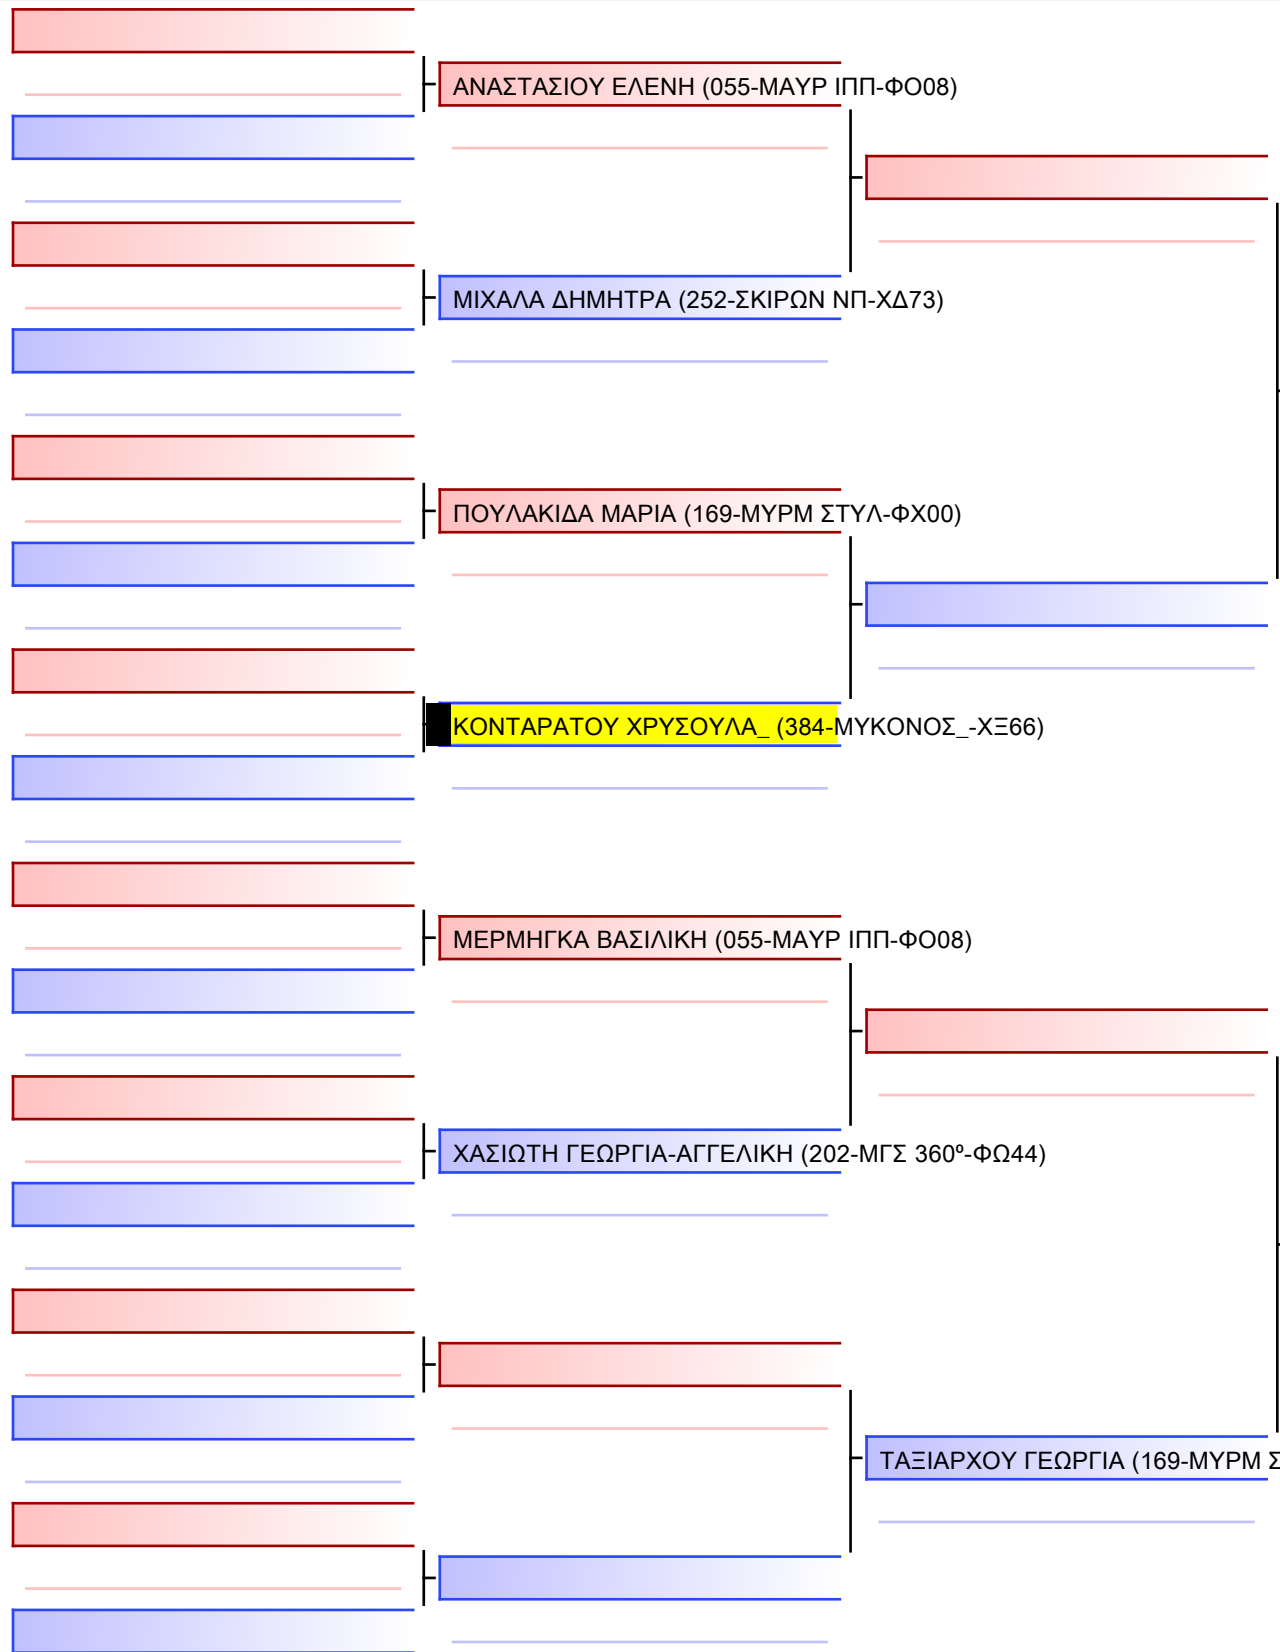 ΑΝΑΣΤΑΣΙΟΥ ΕΛΕΝΗ (055-ΜΑΥΡ ΙΠΠ-ΦΟ08)
ΜΙΧΑΛΑ ΔΗΜΗΤΡΑ (252-ΣΚΙΡΩΝ ΝΠ-ΧΔ73)
ΠΟΥΛΑΚΙΔΑ ΜΑΡΙΑ (169-ΜΥΡΜ ΣΤΥΛ-ΦΧ00)
ΚΟΝΤΑΡΑΤΟΥ ΧΡΥΣΟΥΛΑ_ (384-ΜΥΚΟΝΟΣ_-ΧΞ66)
ΜΕΡΜΗΓΚΑ ΒΑΣΙΛΙΚΗ (055-ΜΑΥΡ ΙΠΠ-ΦΟ08)
ΧΑΣΙΩΤΗ ΓΕΩΡΓΙΑ-ΑΓΓΕΛΙΚΗ (202-ΜΓΣ 360º-ΦΩ44)
ΤΑΞΙΑΡΧΟΥ ΓΕΩΡΓΙΑ (169-ΜΥΡΜ Σ